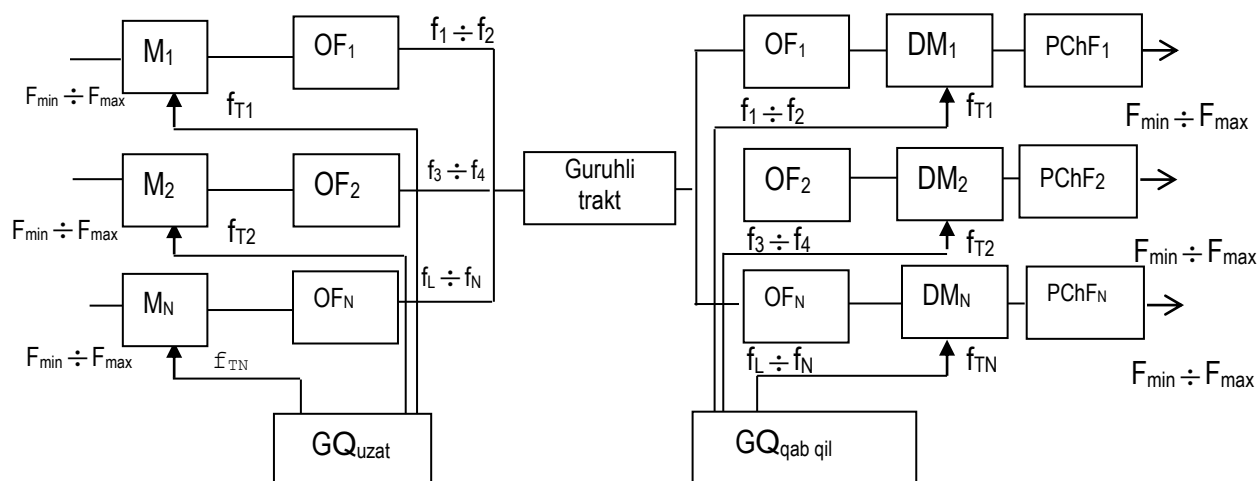 M₁
OF₁
f₁ ÷ f₂
OF₁
DM₁
PChF₁
Fmin ÷ Fmax
fT1
f₁ ÷ f₂
fT1
Fmin ÷ Fmax
M₂
OF₂
f₃ ÷ f₄
Guruhli
trakt
OF₂
DM₂
PChF₂
Fmin ÷ Fmax
fT2
f₃ ÷ f₄
fT2
Fmin ÷ Fmax
MN
OFN
fL ÷ fN
OFN
DMN
PChFN
Fmin ÷ Fmax
fTN
fL ÷ fN
fTN
Fmin ÷ Fmax
GQuzat
GQqab qil